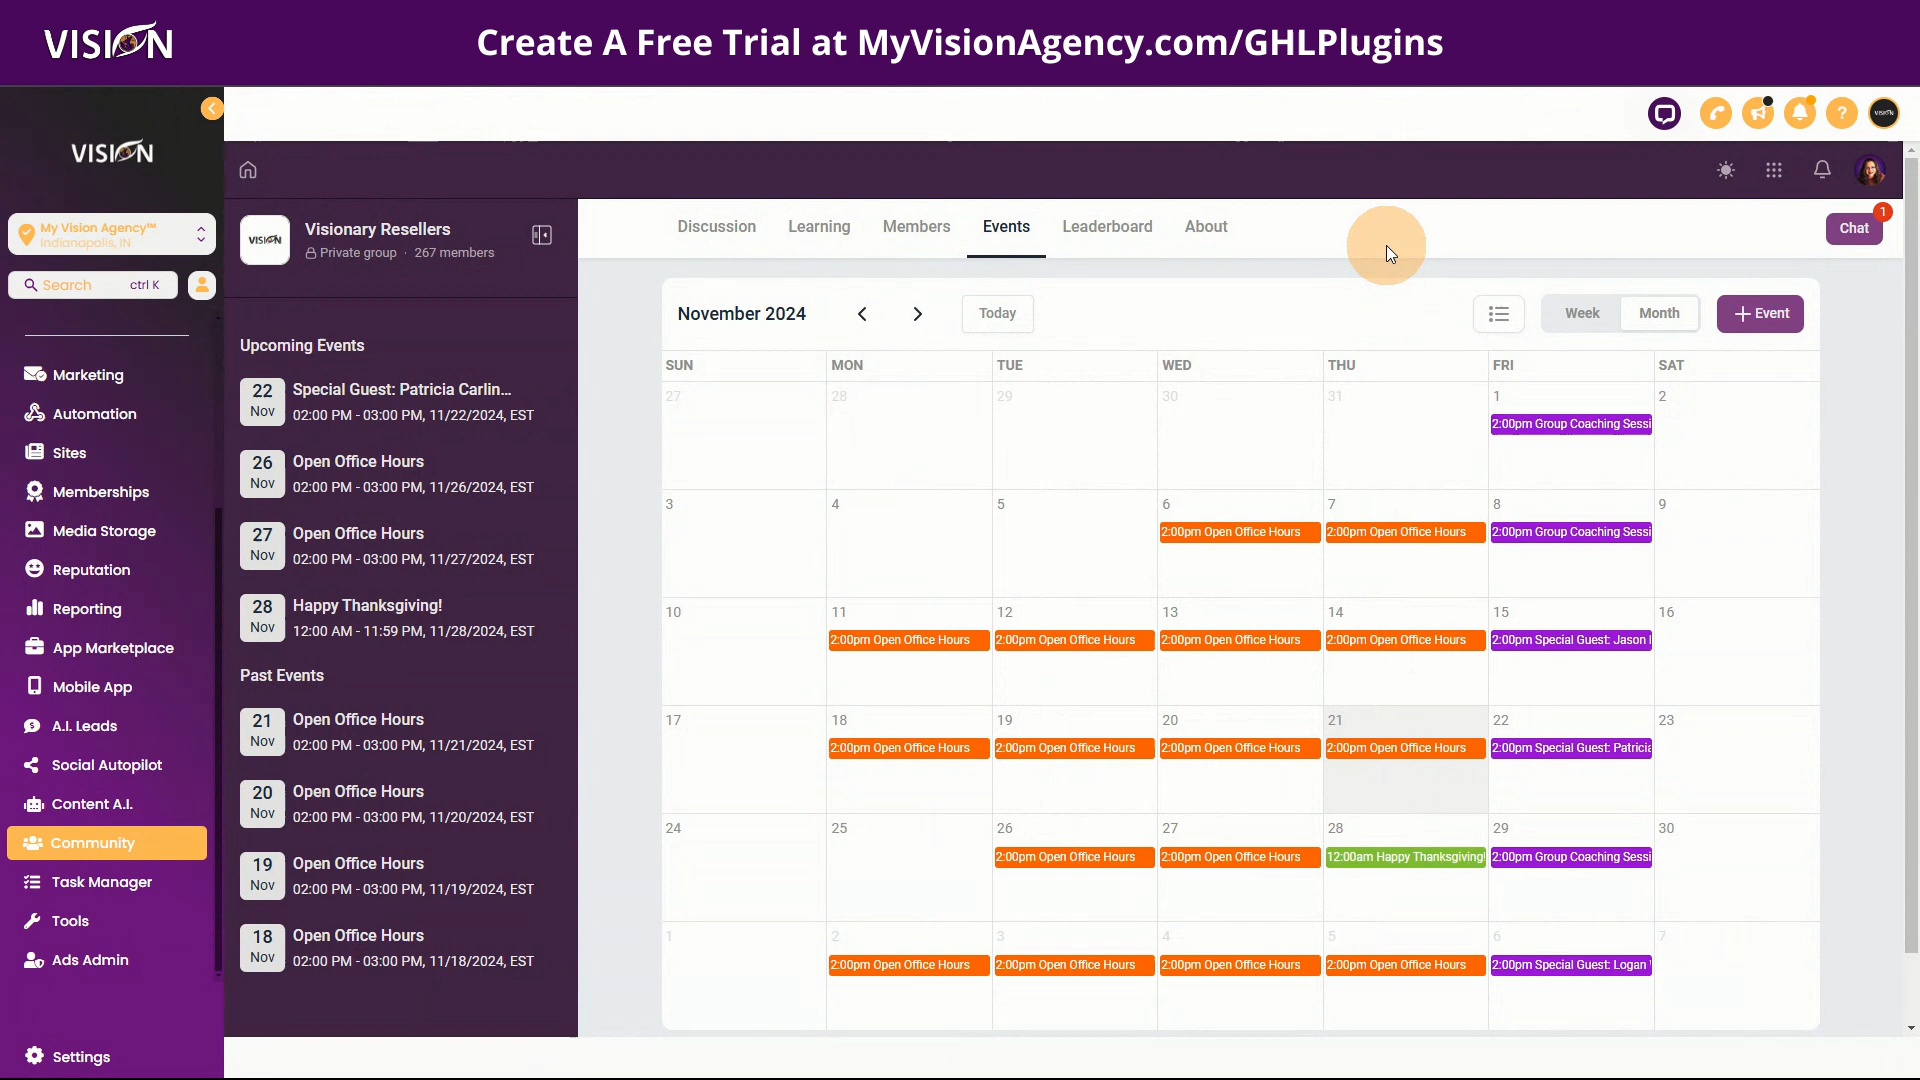 VISION
Create A Free Trial at MyVisionAgency.com/GHLPlugins
VISION
My Vision Agency™
Indianapolis, IN
Search ctrl K
Marketing
Automation
Sites
Memberships
Media Storage
Reputation
Reporting
App Marketplace
Mobile App
A.I. Leads
Social Autopilot
Content A.I.
Community
Task Manager
Tools
Ads Admin
Settings
VISION
VISION
Visionary Resellers
Private group · 267 members
Upcoming Events
22 Nov
Special Guest: Patricia Carlin...
02:00 PM - 03:00 PM, 11/22/2024, EST
26 Nov
Open Office Hours
02:00 PM - 03:00 PM, 11/26/2024, EST
27 Nov
Open Office Hours
02:00 PM - 03:00 PM, 11/27/2024, EST
28 Nov
Happy Thanksgiving!
12:00 AM - 11:59 PM, 11/28/2024, EST
Past Events
21 Nov
Open Office Hours
02:00 PM - 03:00 PM, 11/21/2024, EST
20 Nov
Open Office Hours
02:00 PM - 03:00 PM, 11/20/2024, EST
19 Nov
Open Office Hours
02:00 PM - 03:00 PM, 11/19/2024, EST
18 Nov
Open Office Hours
02:00 PM - 03:00 PM, 11/18/2024, EST
Discussion Learning Members Events Leaderboard About
Chat 1
November 2024 Today Week Month + Event
SUN MON TUE WED THU FRI SAT
27 28 29 30 31 1 2
2:00pm Group Coaching Sessi
3 4 5 6 7 8 9
2:00pm Open Office Hours 2:00pm Open Office Hours 2:00pm Group Coaching Sessi
10 11 12 13 14 15 16
2:00pm Open Office Hours 2:00pm Open Office Hours 2:00pm Open Office Hours 2:00pm Open Office Hours 2:00pm Special Guest: Jason
17 18 19 20 21 22 23
2:00pm Open Office Hours 2:00pm Open Office Hours 2:00pm Open Office Hours 2:00pm Open Office Hours 2:00pm Special Guest: Patricia
24 25 26 27 28 29 30
2:00pm Open Office Hours 2:00pm Open Office Hours 12:00am Happy Thanksgiving! 2:00pm Group Coaching Sessi
1 2 3 4 5 6 7
2:00pm Open Office Hours 2:00pm Open Office Hours 2:00pm Open Office Hours 2:00pm Open Office Hours 2:00pm Special Guest: Logan